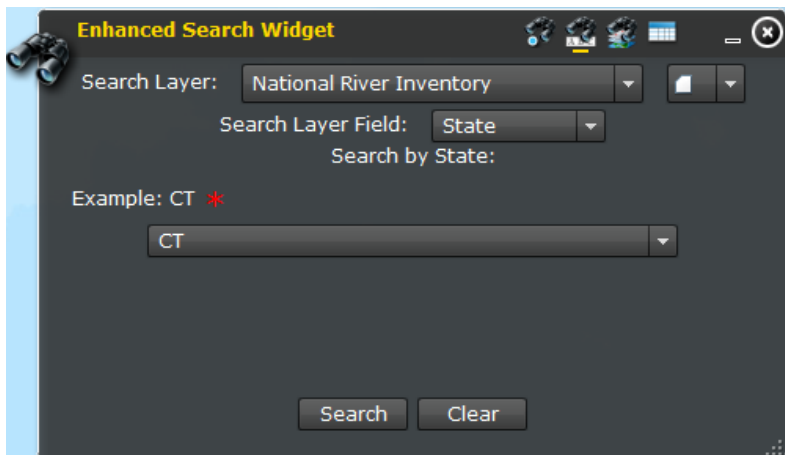 Enhanced Search Widget
Search Layer: National River Inventory
Search Layer Field: State
Search by State:
Example: CT *
CT
Search Clear